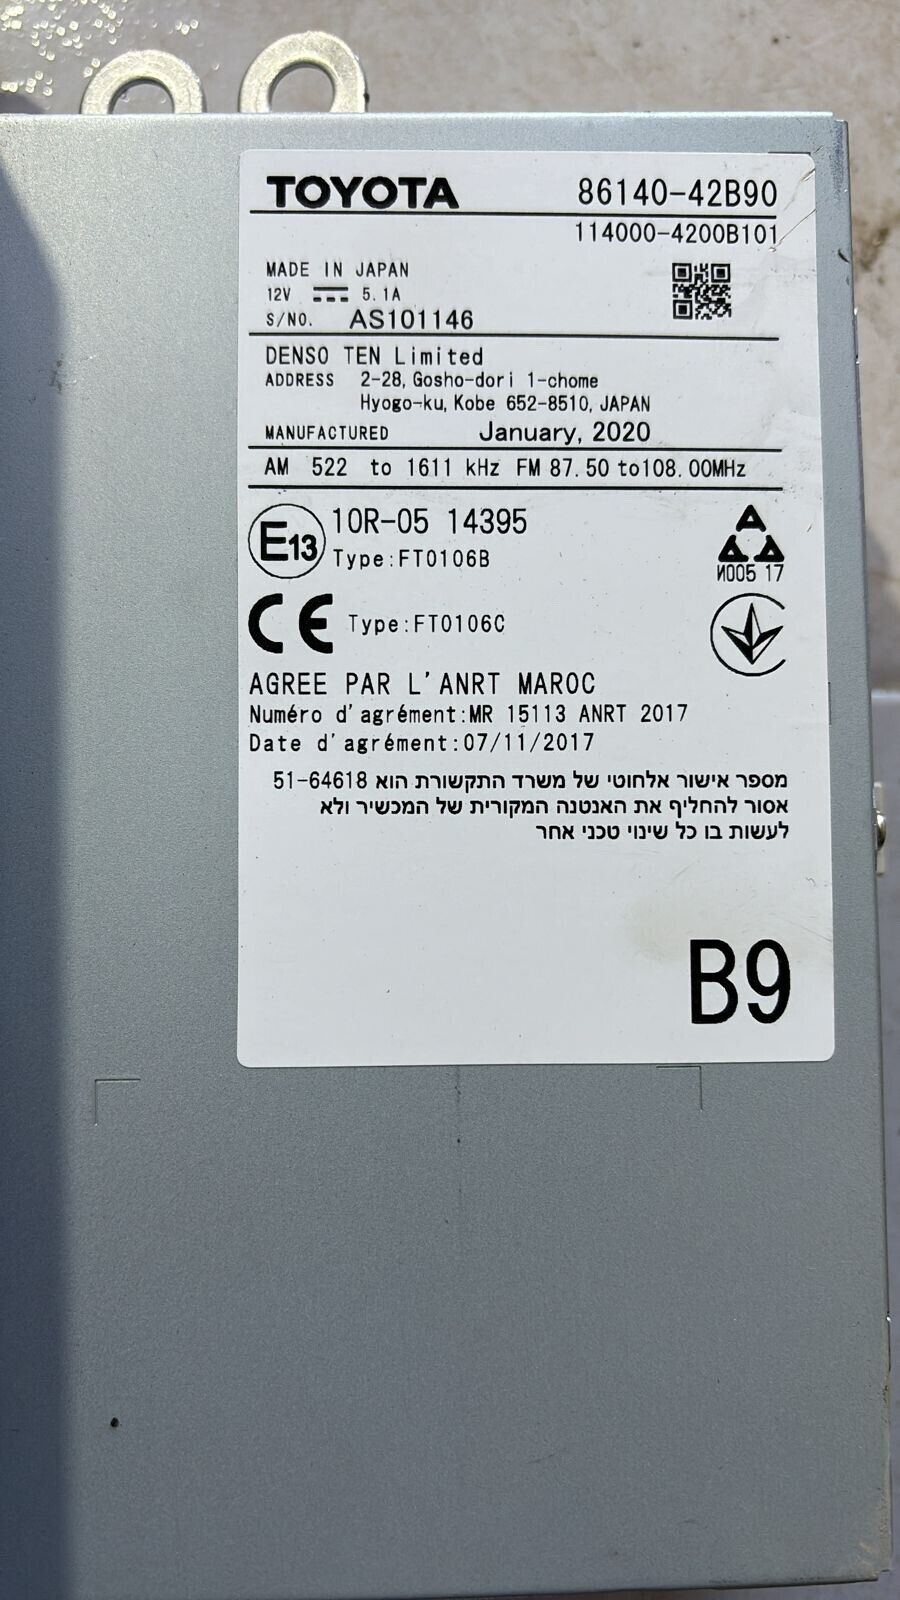 TOYOTA 86140-42B90
114000-4200B101
MADE IN JAPAN
12V 5.1A
S/NO. AS101146
DENSO TEN Limited
ADDRESS 2-28, Gosho-dori 1-chome
Hyogo-ku, Kobe 652-8510, JAPAN
MANUFACTURED January, 2020
AM 522 to 1611 kHz FM 87.50 to108.00MHz
E13 10R-05 14395
Type:FT0106B
И005 17
CE Type:FT0106C
AGREE PAR L'ANRT MAROC
Numéro d'agrément:MR 15113 ANRT 2017
Date d'agrément:07/11/2017
מספר אישור אלחוטי של משרד התקשורת הוא 51-64618
אסור להחליף את האנטנה המקורית של המכשיר ולא
לעשות בו כל שינוי טכני אחר
B9